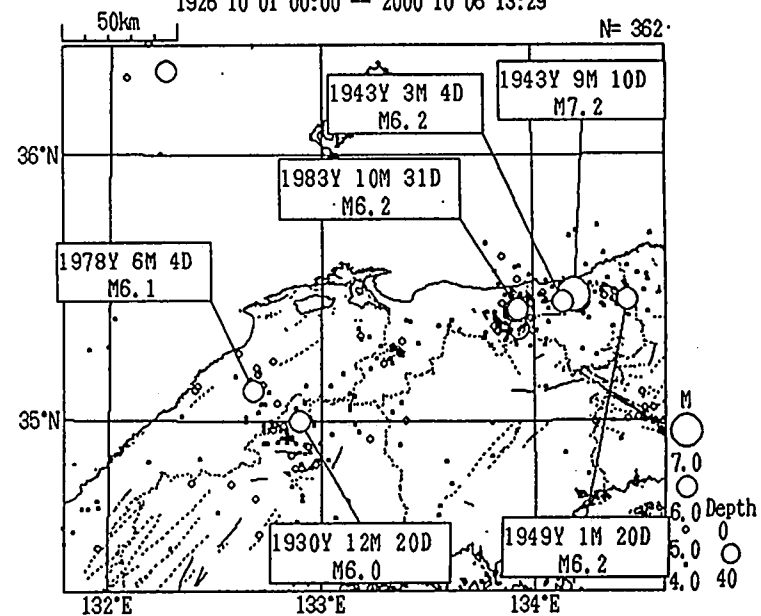 1926 10 01 00:00 -- 2000 10 06 13:29
50km
N= 362
1943Y 9M 10D
M7.2
1943Y 3M 4D
M6.2
36°N
1983Y 10M 31D
M6.2
1978Y 6M 4D
M6.1
35°N
M
7.0
6.0
Depth
0
5.0
4.0
40
1930Y 12M 20D
M6.0
1949Y 1M 20D
M6.2
132°E
133°E
134°E